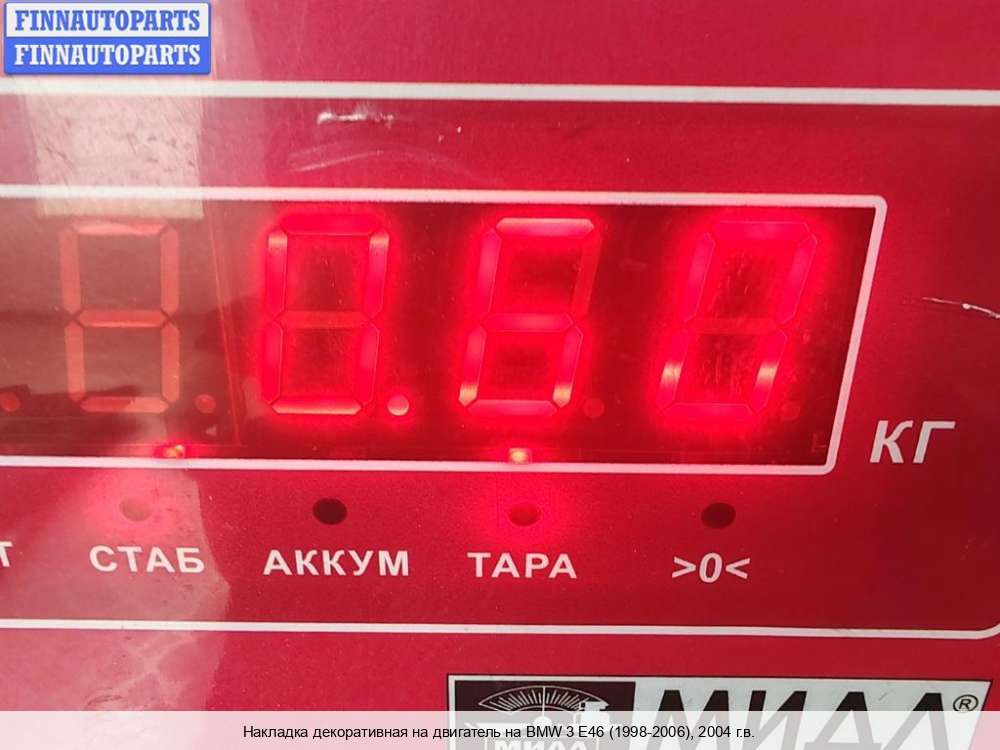 FINNAUTOPARTS
FINNAUTOPARTS
0.60
КГ
Т СТАБ АККУМ ТАРА >0<
МИДЛ®
МИДЛ
Накладка декоративная на двигатель на BMW 3 E46 (1998-2006), 2004 г.в.